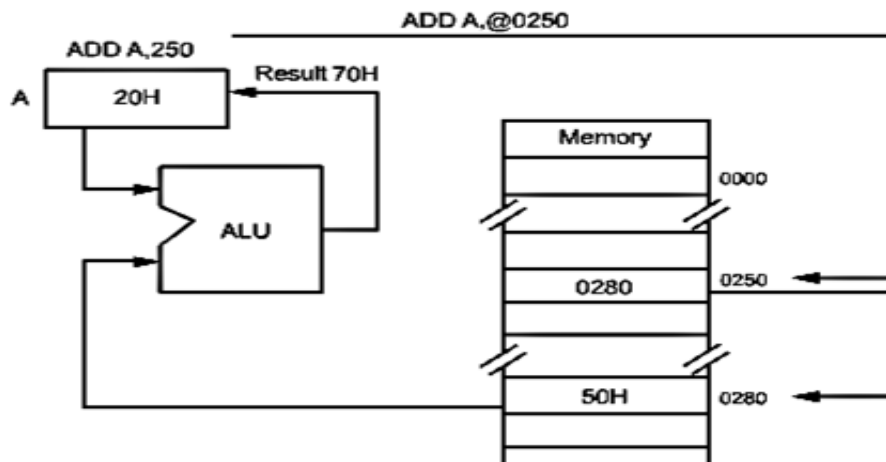 ADD A,@0250
ADD A,250
Result 70H
A
20H
Memory
0000
ALU
0280
0250
50H
0280